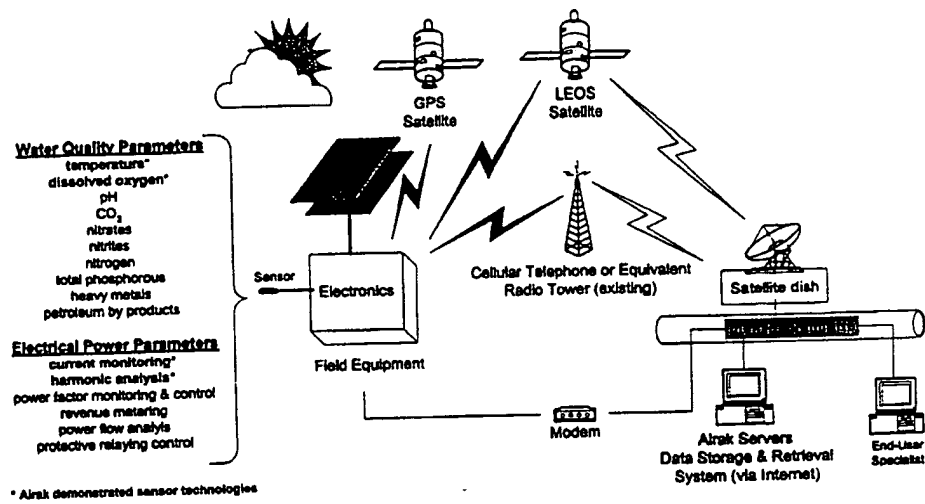 GPS
Satellite
LEOS
Satellite
Water Quality Parameters
temperature*
dissolved oxygen*
pH
CO₂
nitrates
nitrites
nitrogen
total phosphorous
heavy metals
petroleum by products
Sensor
Electronics
Field Equipment
Cellular Telephone or Equivalent
Radio Tower (existing)
Satellite dish
Electrical Power Parameters
current monitoring*
harmonic analysis*
power factor monitoring & control
revenue metering
power flow analyis
protective relaying control
Modem
Airak Servers
Data Storage & Retrieval
System (via Internet)
End-User
Specialist
* Airak demonstrated sensor technologies